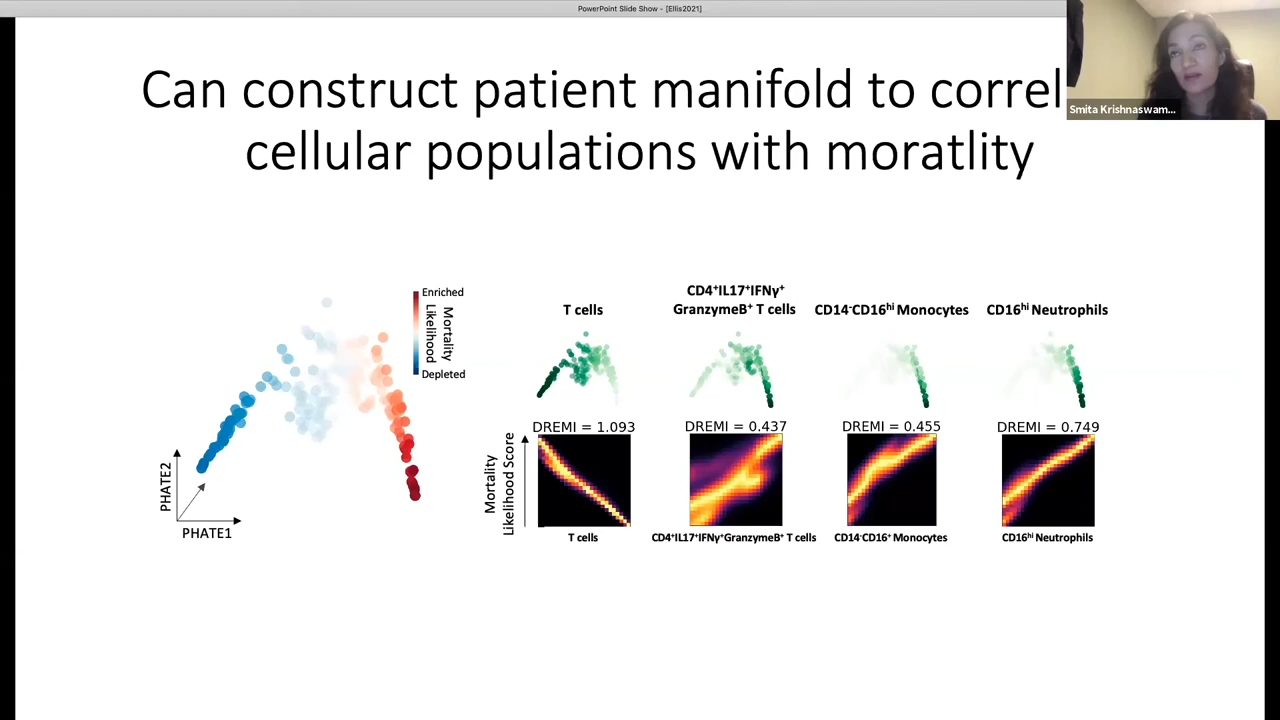 PowerPoint Slide Show - [Ellis2021]
Smita Krishnaswam...
Can construct patient manifold to correl
cellular populations with moratlity
Enriched
Mortality
Likelihood
Depleted
PHATE2
PHATE1
T cells
CD4⁺IL17⁺IFNγ⁺
GranzymeB⁺ T cells
CD14⁻CD16ʰⁱ Monocytes
CD16ʰⁱ Neutrophils
DREMI = 1.093
DREMI = 0.437
DREMI = 0.455
DREMI = 0.749
Mortality
Likelihood Score
T cells
CD4⁺IL17⁺IFNγ⁺GranzymeB⁺ T cells
CD14⁻CD16⁺ Monocytes
CD16ʰⁱ Neutrophils